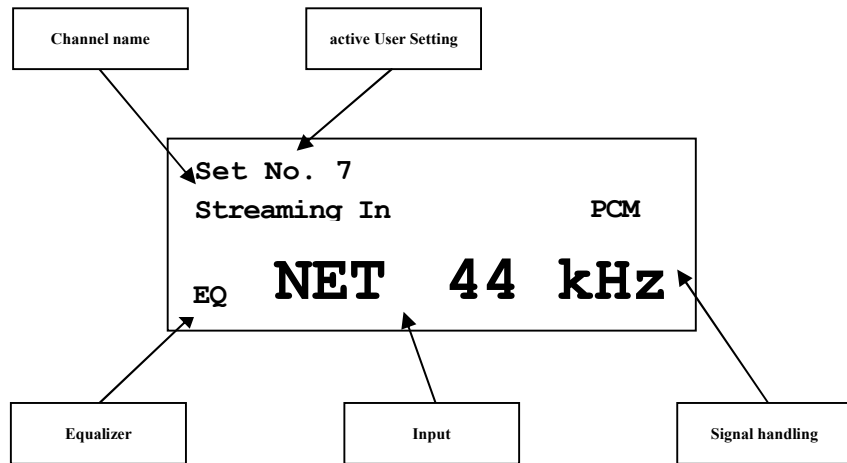 Channel name
active User Setting
Set No. 7
Streaming In PCM
EQ NET 44 kHz
Equalizer
Input
Signal handling